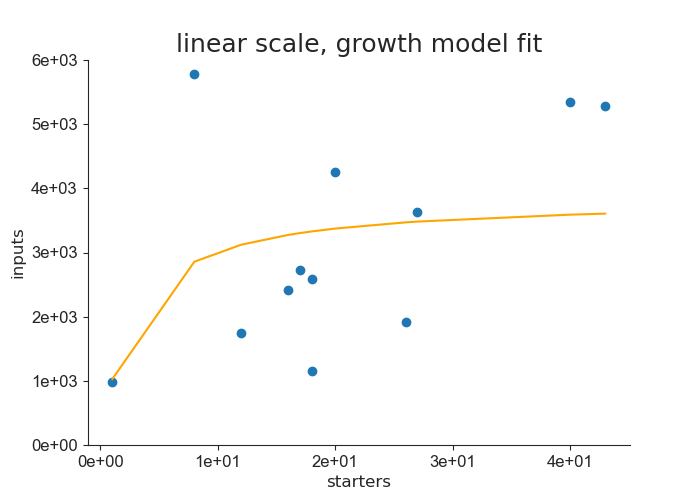 linear scale, growth model fit
6e+03
5e+03
4e+03
3e+03
2e+03
1e+03
0e+00
inputs
0e+00 1e+01 2e+01 3e+01 4e+01
starters